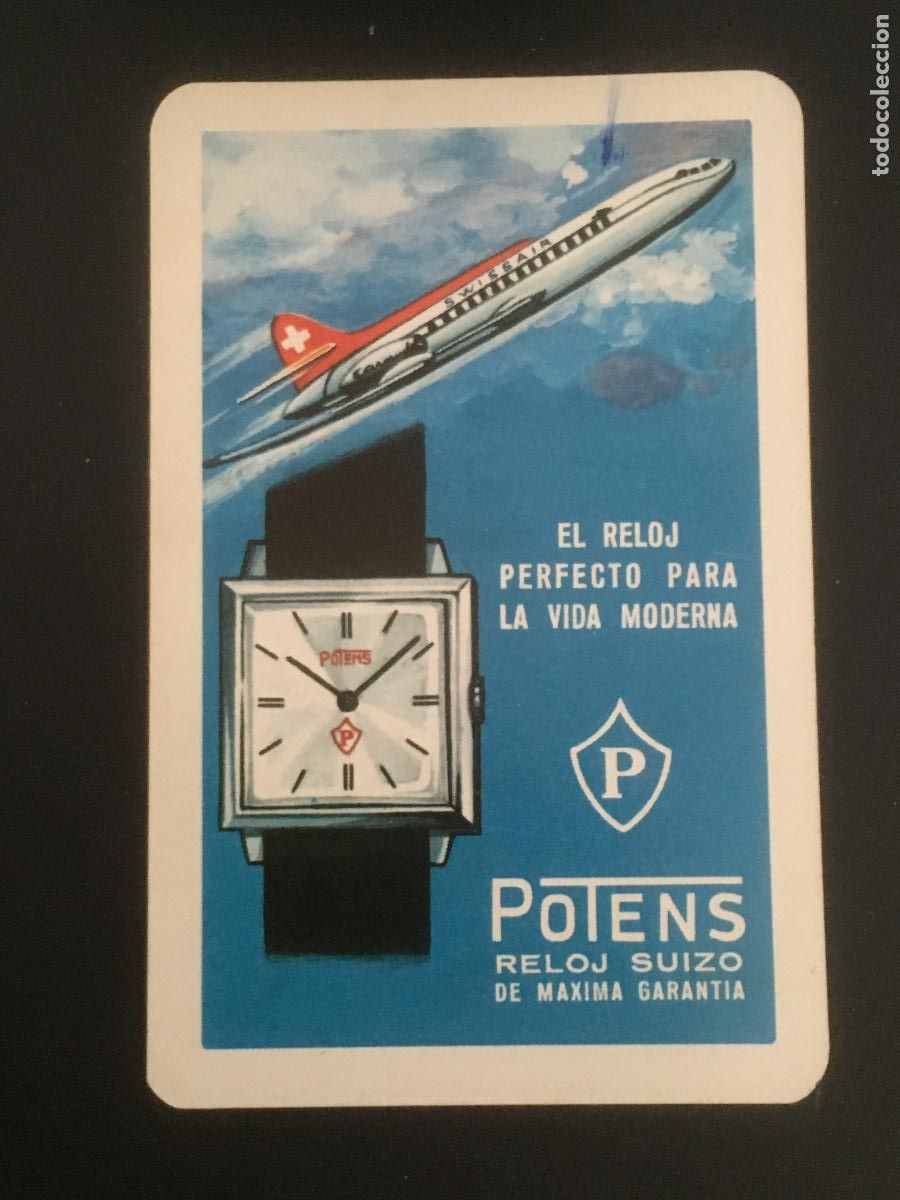 todocoleccion
SWISSAIR
EL RELOJ
PERFECTO PARA
LA VIDA MODERNA
POTENS
P
P
POTENS
RELOJ SUIZO
DE MAXIMA GARANTIA